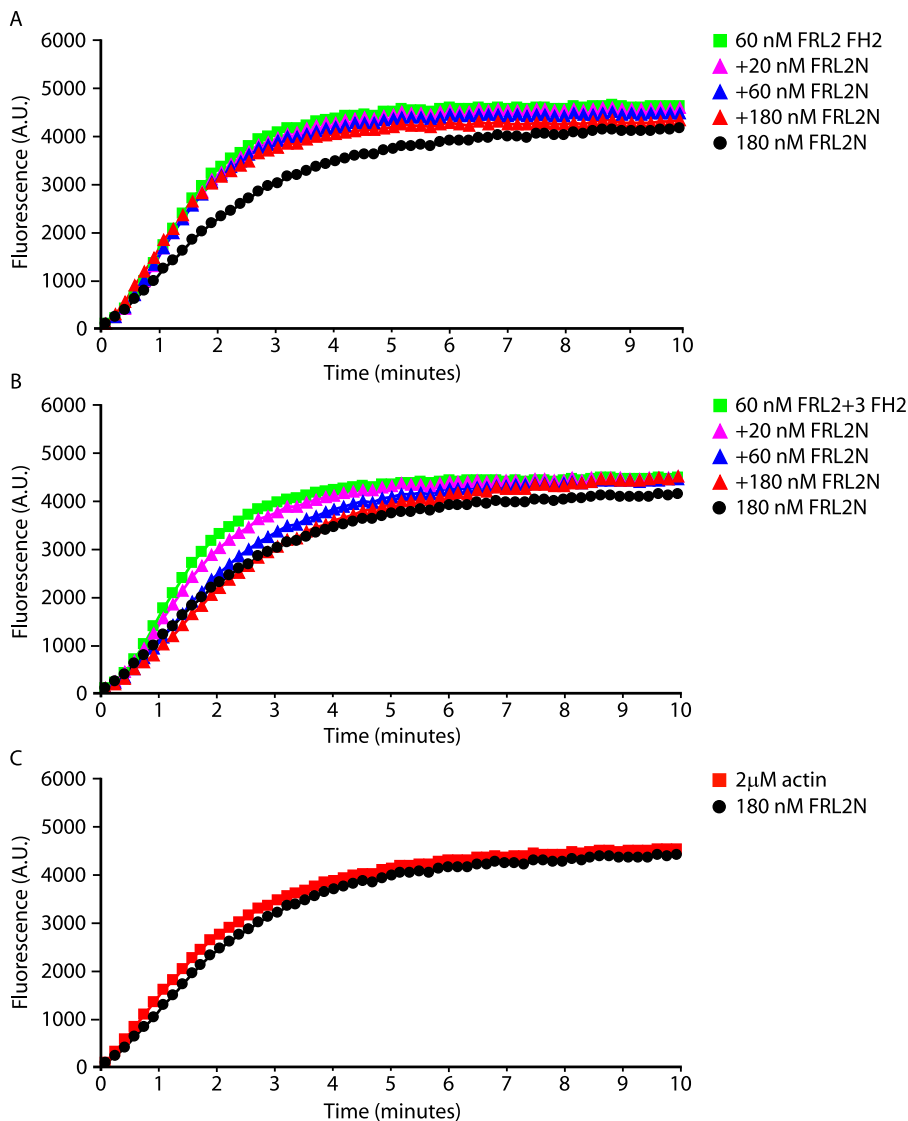 A
6000
5000
4000
3000
2000
1000
0
Fluorescence (A.U.)
0 1 2 3 4 5 6 7 8 9 10
Time (minutes)
60 nM FRL2 FH2
+20 nM FRL2N
+60 nM FRL2N
+180 nM FRL2N
180 nM FRL2N
B
6000
5000
4000
3000
2000
1000
0
Fluorescence (A.U.)
0 1 2 3 4 5 6 7 8 9 10
Time (minutes)
60 nM FRL2+3 FH2
+20 nM FRL2N
+60 nM FRL2N
+180 nM FRL2N
180 nM FRL2N
C
6000
5000
4000
3000
2000
1000
0
Fluorescence (A.U.)
0 1 2 3 4 5 6 7 8 9 10
Time (minutes)
2μM actin
180 nM FRL2N